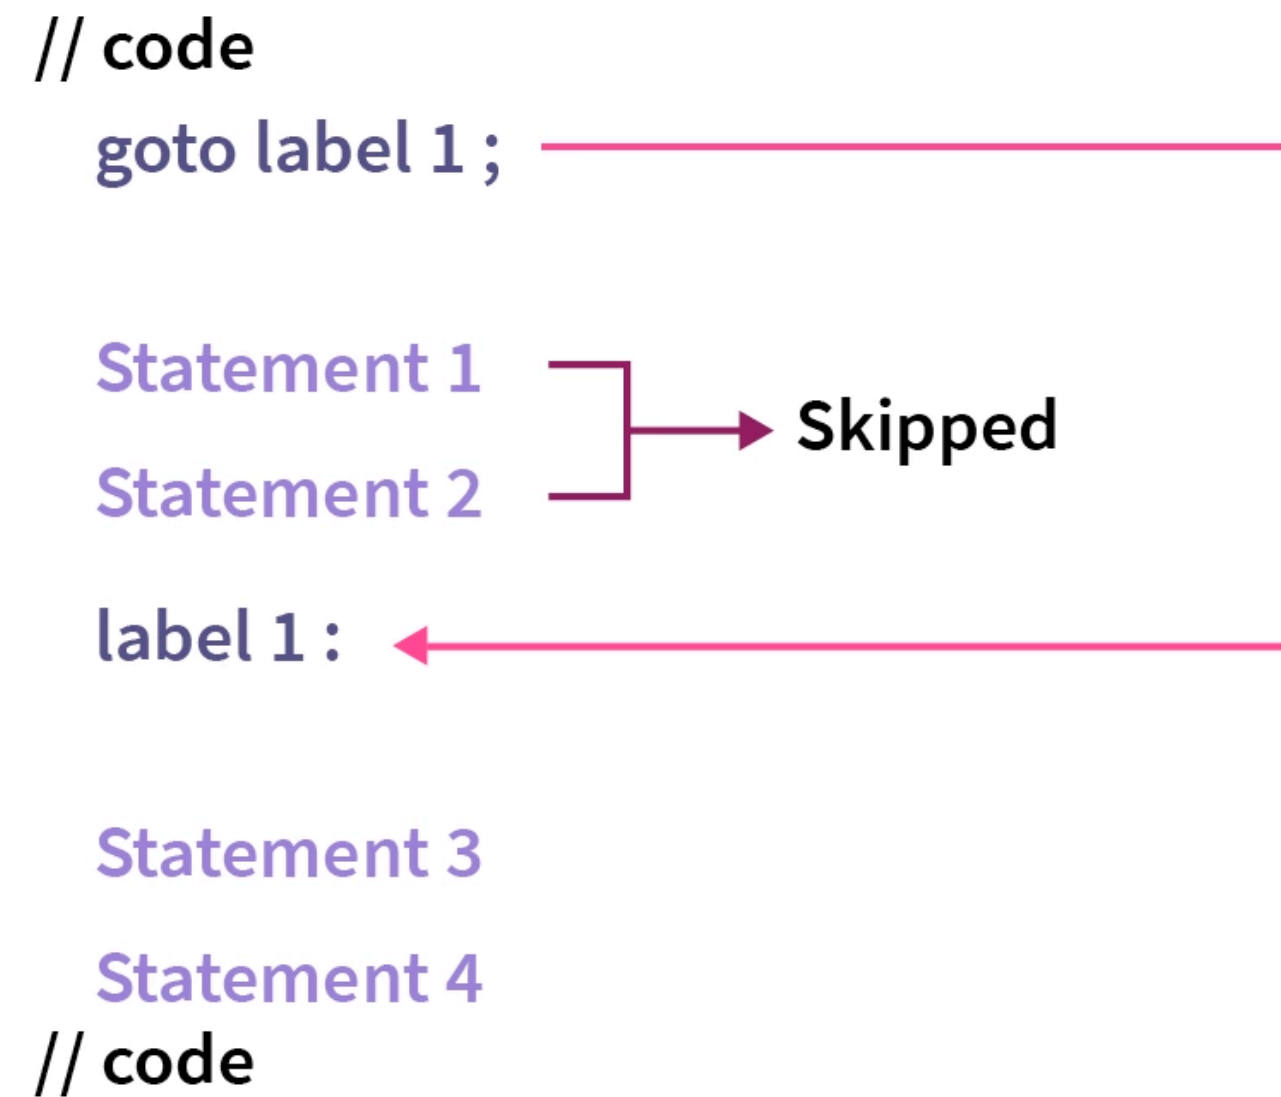 // code
goto label 1 ;
Statement 1
Skipped
Statement 2
label 1 :
Statement 3
Statement 4
// code